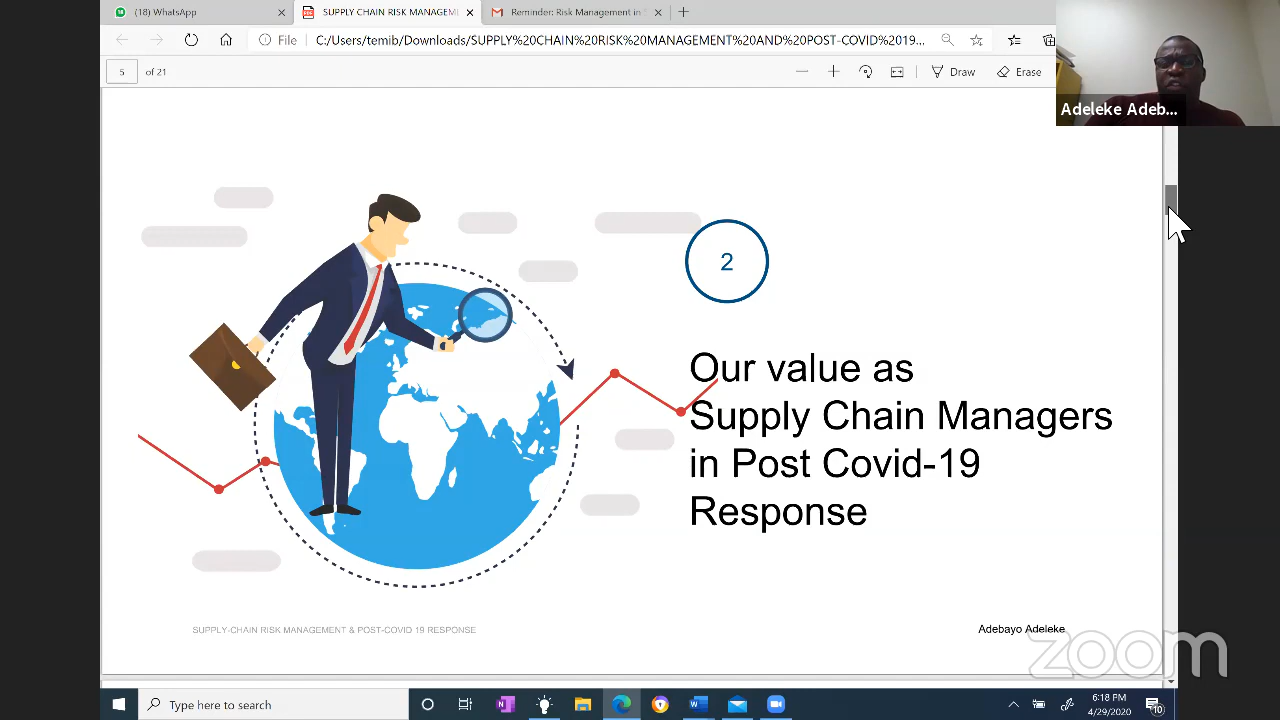 (18) WhatsApp
SUPPLY CHAIN RISK MANAGEM
Reminder: Risk Management in
File
C:/Users/temib/Downloads/SUPPLY%20CHAIN%20RISK%20MANAGEMENT%20AND%20POST-COVID%2019...
5 of 21
Draw
Erase
Adeleke Adeb...
2
Our value as
Supply Chain Managers
in Post Covid-19
Response
SUPPLY-CHAIN RISK MANAGEMENT & POST-COVID 19 RESPONSE
Adebayo Adeleke
zoom
Type here to search
6:18 PM
4/29/2020
10